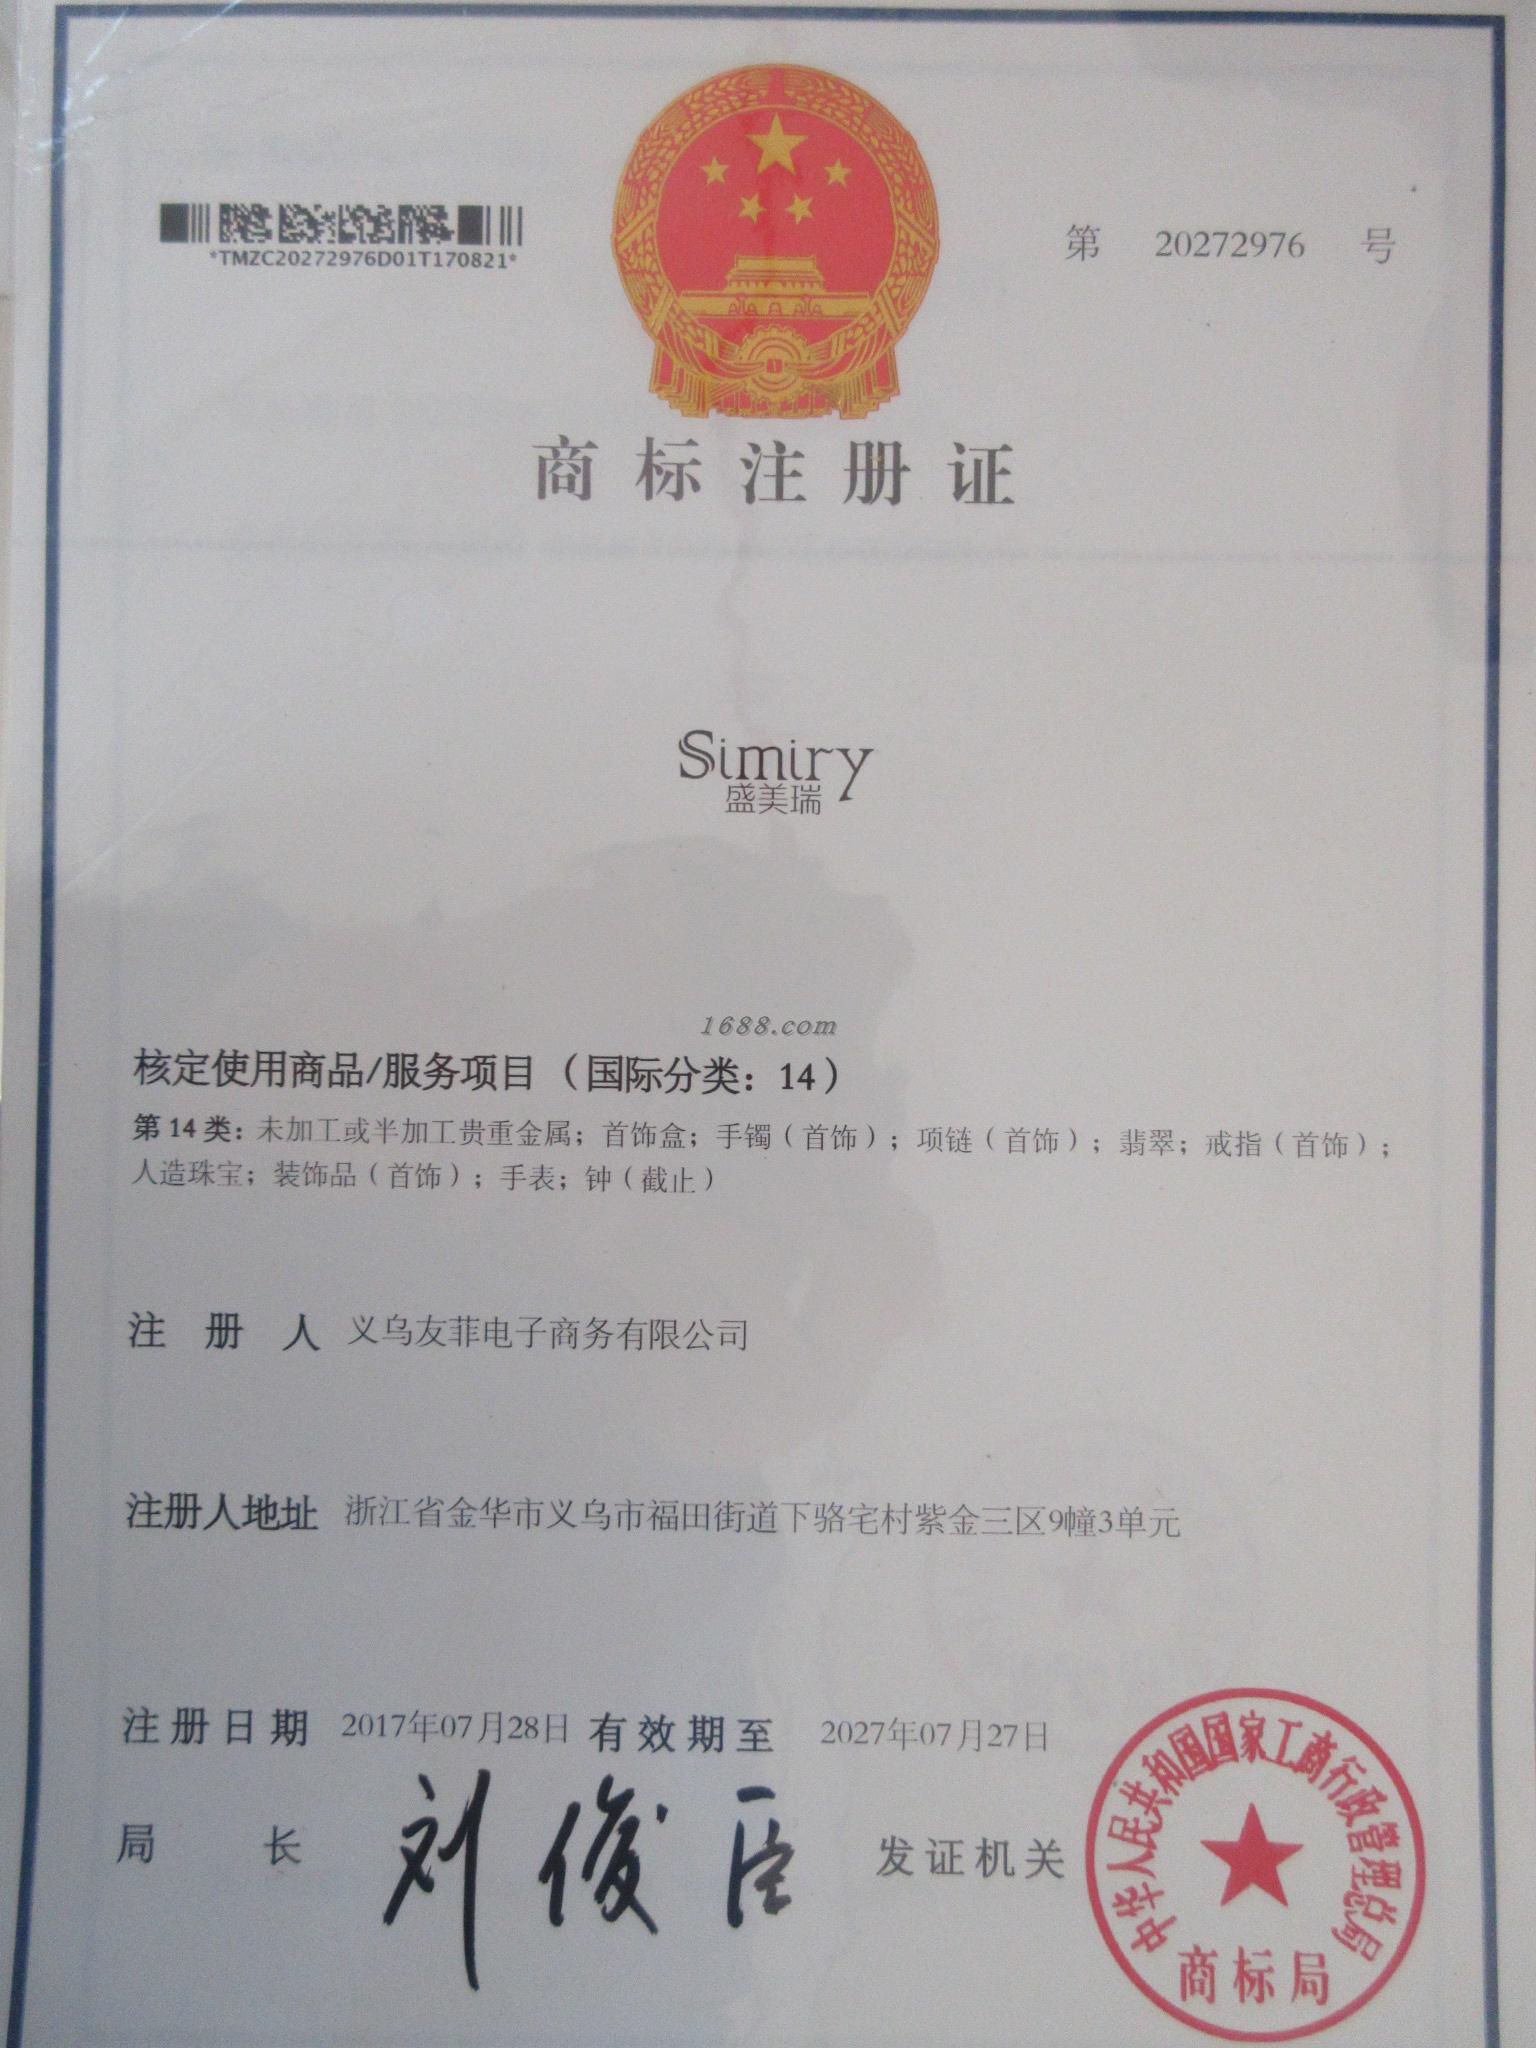 *TMZC20272976D01T170821*
第 20272976 号
商标注册证
Simiry
盛美瑞
1688.com
核定使用商品/服务项目（国际分类：14）
第14类：未加工或半加工贵重金属；首饰盒；手镯（首饰）；项链（首饰）；翡翠；戒指（首饰）；
人造珠宝；装饰品（首饰）；手表；钟（截止）
注册人 义乌友菲电子商务有限公司
注册人地址 浙江省金华市义乌市福田街道下骆宅村紫金三区9幢3单元
注册日期 2017年07月28日 有效期至 2027年07月27日
局长 刘俊臣 发证机关
中华人民共和国国家工商行政管理总局
商标局